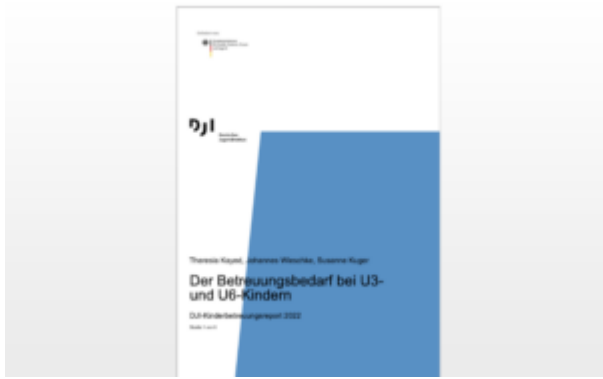 DJI
Theresia Kayed, Johannes Wieschke, Susanne Kuger
Der Betreuungsbedarf bei U3-
und U6-Kindern
DJI-Kinderbetreuungsreport 2022